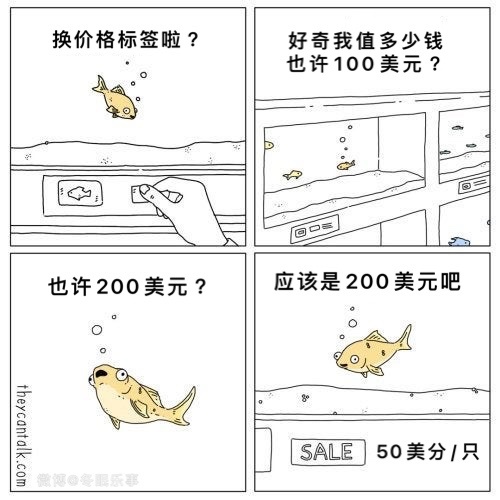 换价格标签啦？
好奇我值多少钱
也许100美元？
也许200美元？
应该是200美元吧
SALE
50美分/只
theycantalk.com